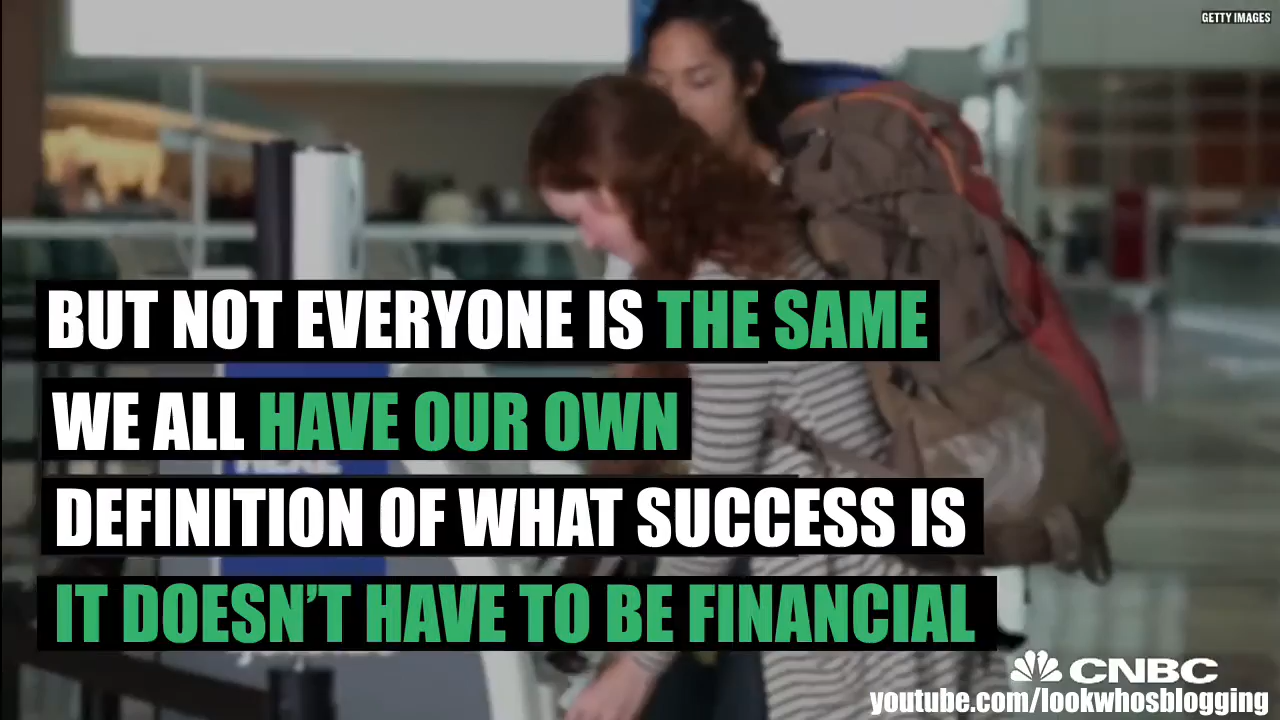 GETTY IMAGES
BUT NOT EVERYONE IS THE SAME
WE ALL HAVE OUR OWN
DEFINITION OF WHAT SUCCESS IS
IT DOESN'T HAVE TO BE FINANCIAL
CNBC
youtube.com/lookwhosblogging